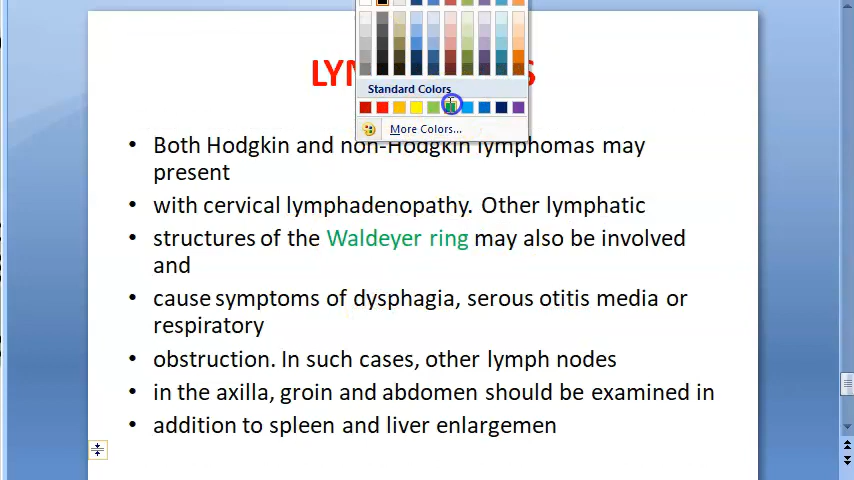 Standard Colors
More Colors...
LY S
• Both Hodgkin and non-Hodgkin lymphomas may
present
• with cervical lymphadenopathy. Other lymphatic
• structures of the Waldeyer ring may also be involved
and
• cause symptoms of dysphagia, serous otitis media or
respiratory
• obstruction. In such cases, other lymph nodes
• in the axilla, groin and abdomen should be examined in
• addition to spleen and liver enlargemen